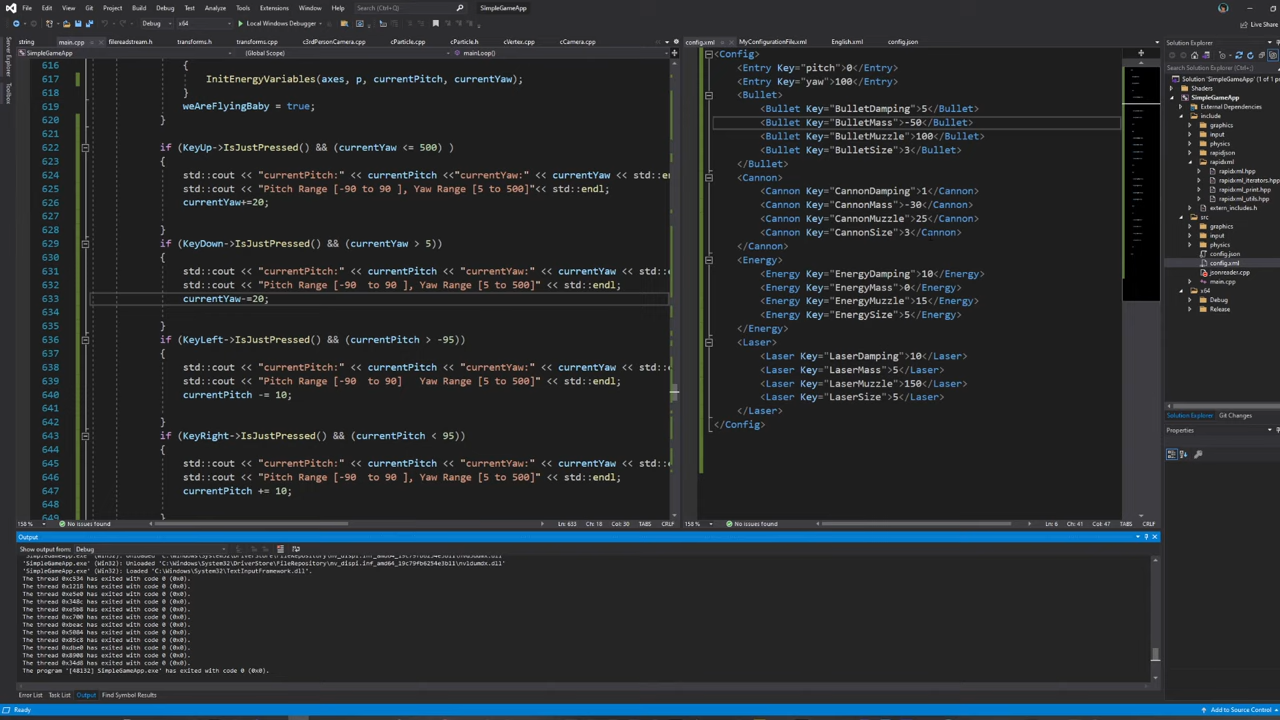 File Edit View Git Project Build Debug Test Analyze Tools Extensions Window Help Search (Ctrl+Q) SimpleGameApp
Debug x64 Local Windows Debugger Live Share
string main.cpp filereadstream.h transforms.h transforms.cpp c3rdPersonCamera.cpp cParticle.cpp cVertex.cpp cCamera.cpp
SimpleGameApp (Global Scope) mainLoop()
616 {
617 InitEnergyVariables(axes, p, currentPitch, currentYaw);
618 }
619 weAreFlyingBaby = true;
620 }
621
622 if (KeyUp->IsJustPressed() && (currentYaw <= 500) )
623 {
624 std::cout << "currentPitch:" << currentPitch <<"currentYaw:" << currentYaw << std::e
625 std::cout << "Pitch Range [-90 to 90 ], Yaw Range [5 to 500]"<< std::endl;
626 currentYaw+=20;
627
628 }
629 if (KeyDown->IsJustPressed() && (currentYaw > 5))
630 {
631 std::cout << "currentPitch:" << currentPitch << "currentYaw:" << currentYaw << std::
632 std::cout << "Pitch Range [-90 to 90 ], Yaw Range [5 to 500]" << std::endl;
633 currentYaw-=20;
634
635 }
636 if (KeyLeft->IsJustPressed() && (currentPitch > -95))
637 {
638 std::cout << "currentPitch:" << currentPitch << "currentYaw:" << currentYaw << std::
639 std::cout << "Pitch Range [-90 to 90] Yaw Range [5 to 500]" << std::endl;
640 currentPitch -= 10;
641
642 }
643 if (KeyRight->IsJustPressed() && (currentPitch < 95))
644 {
645 std::cout << "currentPitch:" << currentPitch << "currentYaw:" << currentYaw << std::
646 std::cout << "Pitch Range [-90 to 90 ], Yaw Range [5 to 500]" << std::endl;
647 currentPitch += 10;
648
649 }
158 % No issues found Ln: 633 Ch: 18 Col: 30 TABS CRLF
config.xml MyConfigurationFile.xml English.xml config.json
<Config>
<Entry Key="pitch">0</Entry>
<Entry Key="yaw">100</Entry>
<Bullet>
<Bullet Key="BulletDamping">5</Bullet>
<Bullet Key="BulletMass">-50</Bullet>
<Bullet Key="BulletMuzzle">100</Bullet>
<Bullet Key="BulletSize">3</Bullet>
</Bullet>
<Cannon>
<Cannon Key="CannonDamping">1</Cannon>
<Cannon Key="CannonMass">-30</Cannon>
<Cannon Key="CannonMuzzle">25</Cannon>
<Cannon Key="CannonSize">3</Cannon>
</Cannon>
<Energy>
<Energy Key="EnergyDamping">10</Energy>
<Energy Key="EnergyMass">0</Energy>
<Energy Key="EnergyMuzzle">15</Energy>
<Energy Key="EnergySize">5</Energy>
</Energy>
<Laser>
<Laser Key="LaserDamping">10</Laser>
<Laser Key="LaserMass">5</Laser>
<Laser Key="LaserMuzzle">150</Laser>
<Laser Key="LaserSize">5</Laser>
</Laser>
</Config>
158 % No issues found Ln: 6 Ch: 41 Col: 47 TABS CRLF
Solution Explorer
Search Solution Explorer (Ctrl+;)
Solution 'SimpleGameApp' (1 of 1 p
Shaders
SimpleGameApp
External Dependencies
include
graphics
input
physics
rapidjson
rapidxml
rapidxml.hpp
rapidxml_iterators.hpp
rapidxml_print.hpp
rapidxml_utils.hpp
extern_includes.h
src
graphics
input
physics
config.json
config.xml
jsonreader.cpp
main.cpp
x64
Debug
Release
Solution Explorer Git Changes
Properties
Server Explorer
Toolbox
Output
Show output from: Debug
'SimpleGameApp.exe' (Win32): Loaded 'C:\Windows\System32\TextInputFramework.dll'.
The thread 0xc534 has exited with code 0 (0x0).
The thread 0x1218 has exited with code 0 (0x0).
The thread 0xe5e0 has exited with code 0 (0x0).
The thread 0x348c has exited with code 0 (0x0).
The thread 0xe5b8 has exited with code 0 (0x0).
The thread 0xc700 has exited with code 0 (0x0).
The thread 0xbeac has exited with code 0 (0x0).
The thread 0x5084 has exited with code 0 (0x0).
The thread 0x85c8 has exited with code 0 (0x0).
The thread 0xdbe0 has exited with code 0 (0x0).
The thread 0x8908 has exited with code 0 (0x0).
The thread 0x34d8 has exited with code 0 (0x0).
The program '[48132] SimpleGameApp.exe' has exited with code 0 (0x0).
Error List Task List Output Find Symbol Results
Ready Add to Source Control